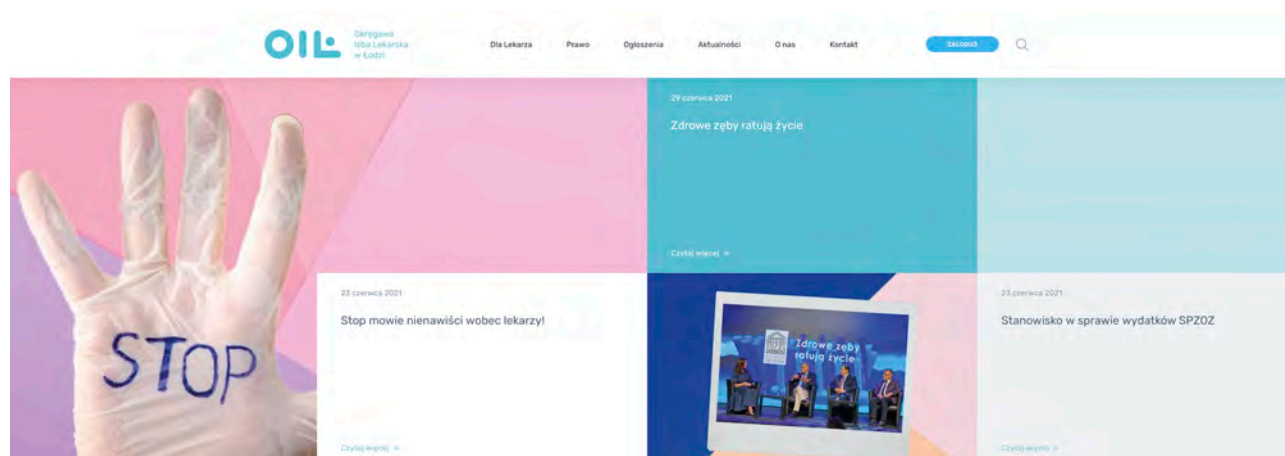 OIŁ
Okręgowa
Izba Lekarska
w Łodzi
Dla Lekarza
Prawo
Ogłoszenia
Aktualności
O nas
Kontakt
ZALOGUJ
STOP
29 czerwca 2021
Zdrowe zęby ratują życie
Czytaj więcej »
23 czerwca 2021
Stop mowie nienawiści wobec lekarzy!
Czytaj więcej »
Zdrowe zęby
ratują życie
23 czerwca 2021
Stanowisko w sprawie wydatków SPZOZ
Czytaj więcej »